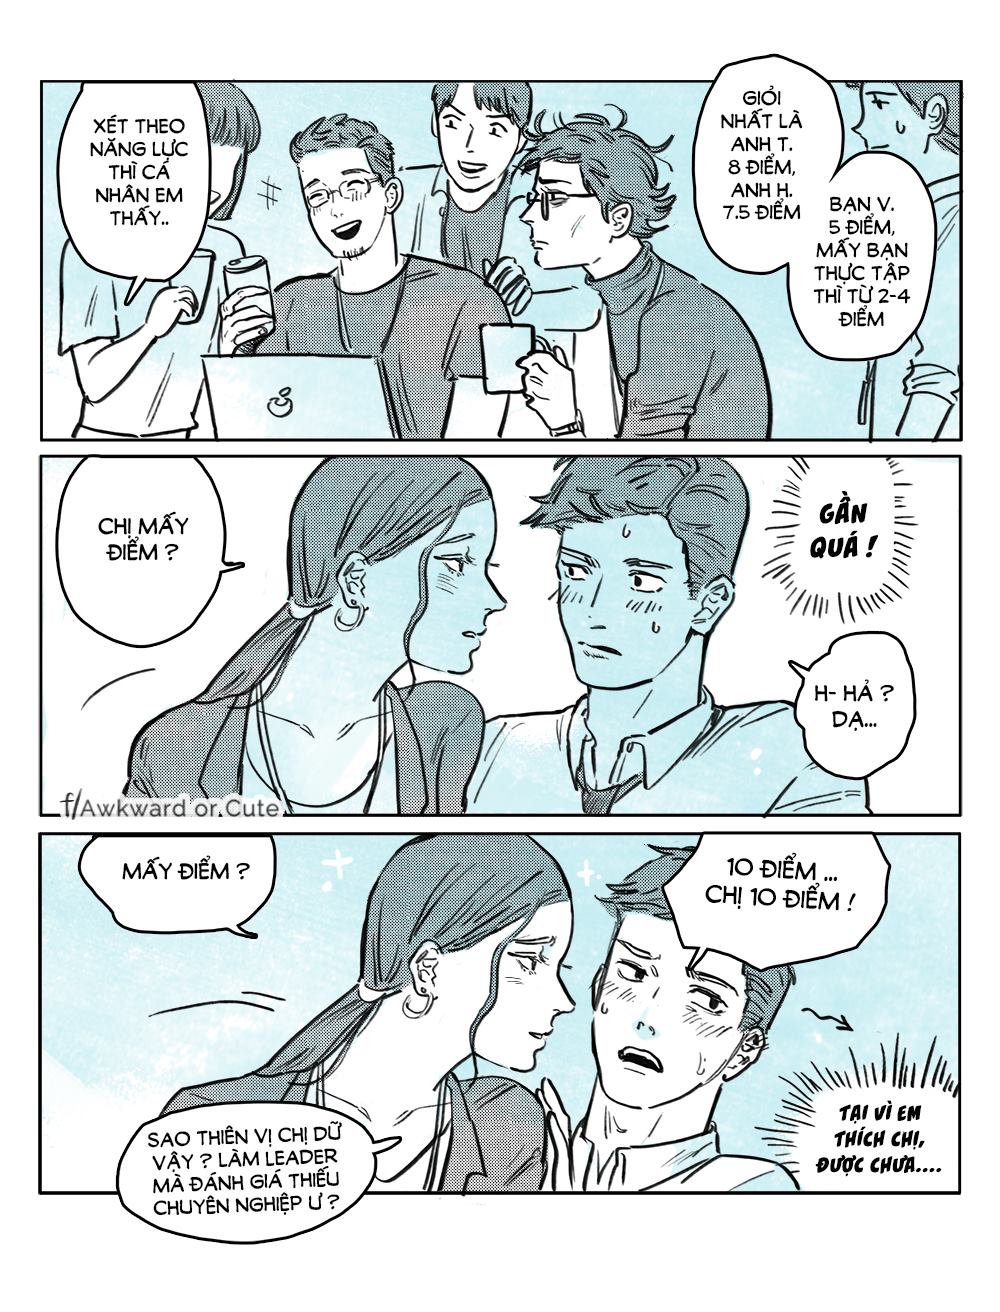 XÉT THEO
NĂNG LỰC
THÌ CÁ
NHÂN EM
THẤY..
GIỎI
NHẤT LÀ
ANH T.
8 ĐIỂM,
ANH H.
7.5 ĐIỂM
BẠN V.
5 ĐIỂM,
MẤY BẠN
THỰC TẬP
THÌ TỪ 2-4
ĐIỂM
CHỊ MẤY
ĐIỂM ?
GẦN
QUÁ !
H- HẢ ?
DẠ...
f/Awkward or Cute
MẤY ĐIỂM ?
10 ĐIỂM ...
CHỊ 10 ĐIỂM !
SAO THIÊN VỊ CHỊ DỮ
VẬY ? LÀM LEADER
MÀ ĐÁNH GIÁ THIẾU
CHUYÊN NGHIỆP Ư ?
TẠI VÌ EM
THÍCH CHỊ,
ĐƯỢC CHƯA....